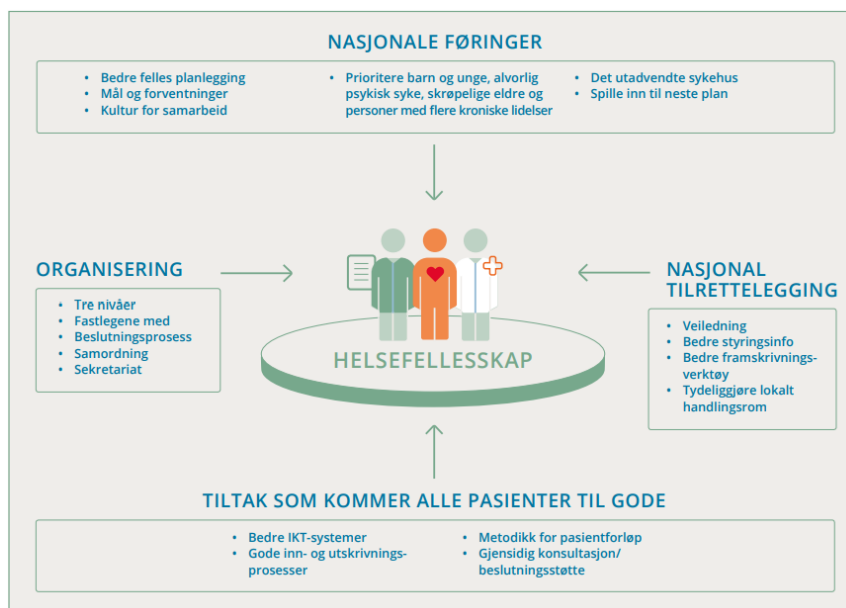 NASJONALE FØRINGER
• Bedre felles planlegging
• Mål og forventninger
• Kultur for samarbeid
• Prioritere barn og unge, alvorlig
psykisk syke, skrøpelige eldre og
personer med flere kroniske lidelser
• Det utadvendte sykehus
• Spille inn til neste plan
ORGANISERING
• Tre nivåer
• Fastlegene med
• Beslutningsprosess
• Samordning
• Sekretariat
HELSEFELLESSKAP
NASJONAL
TILRETTELEGGING
• Veiledning
• Bedre styringsinfo
• Bedre framskrivnings-
verktøy
• Tydeliggjøre lokalt
handlingsrom
TILTAK SOM KOMMER ALLE PASIENTER TIL GODE
• Bedre IKT-systemer
• Gode inn- og utskrivnings-
prosesser
• Metodikk for pasientforløp
• Gjensidig konsultasjon/
beslutningsstøtte